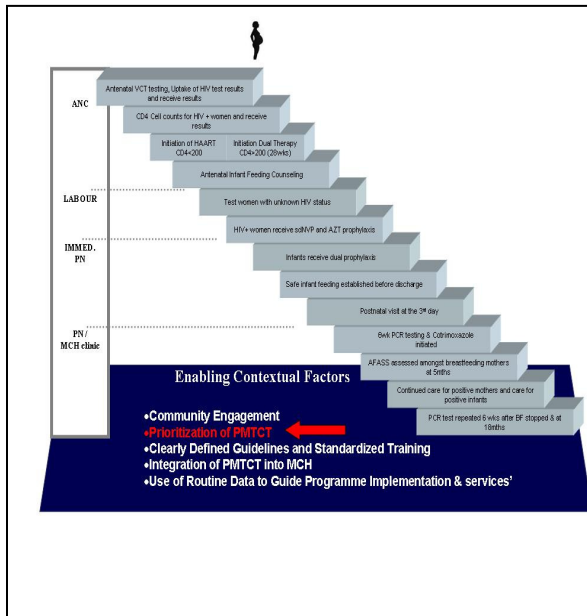 ANC
Antenatal VCT testing, Uptake of HIV test results
and receive results
CD4 Cell counts for HIV + women and receive
results
Initiation of HAART
CD4<200
Initiation Dual Therapy
CD4>200 (28wks)
Antenatal Infant Feeding Counseling
LABOUR
Test women with unknown HIV status
HIV+ women receive sdNVP and AZT prophylaxis
IMMED.
PN
Infants receive dual prophylaxis
Safe infant feeding established before discharge
Postnatal visit at the 3rd day
PN /
MCH clinic
6wk PCR testing & Cotrimoxazole
initiated
AFASS assessed amongst breastfeeding mothers
at 5mths
Continued care for positive mothers and care for
positive infants
PCR test repeated 6 wks after BF stopped & at
18mths
Enabling Contextual Factors
•Community Engagement
•Prioritization of PMTCT
•Clearly Defined Guidelines and Standardized Training
•Integration of PMTCT into MCH
•Use of Routine Data to Guide Programme Implementation & services’